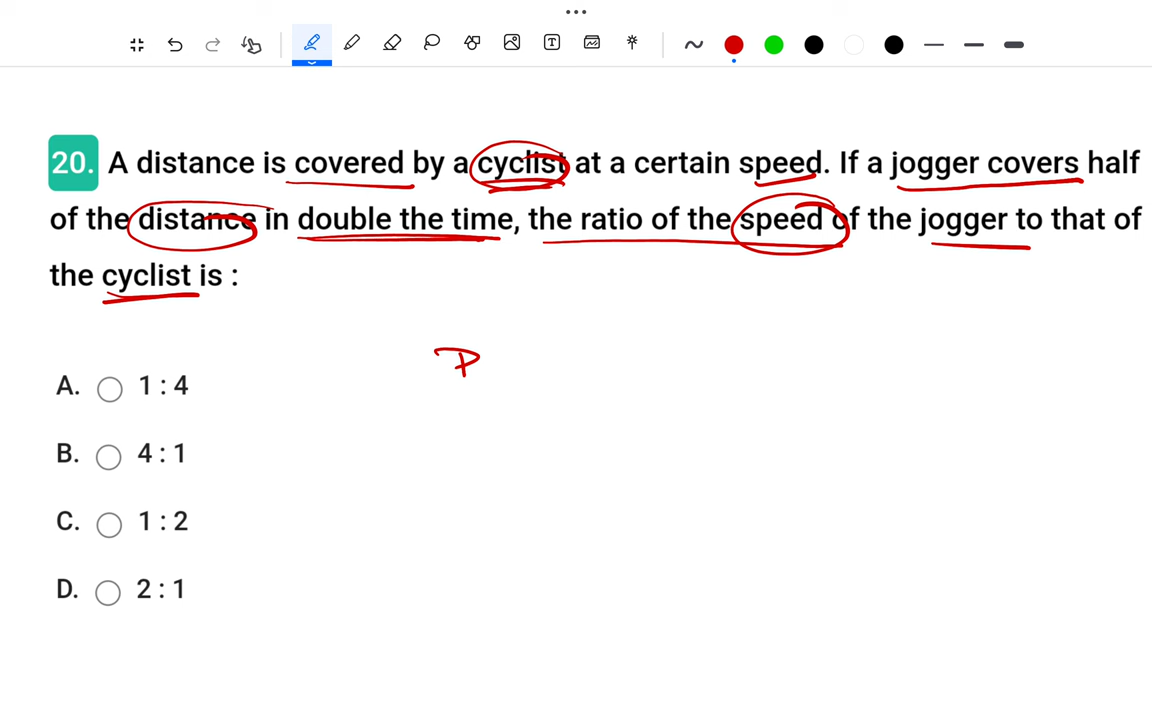 20. A distance is covered by a cyclist at a certain speed. If a jogger covers half
of the distance in double the time, the ratio of the speed of the jogger to that of
the cyclist is :
A. 1 : 4
B. 4 : 1
C. 1 : 2
D. 2 : 1